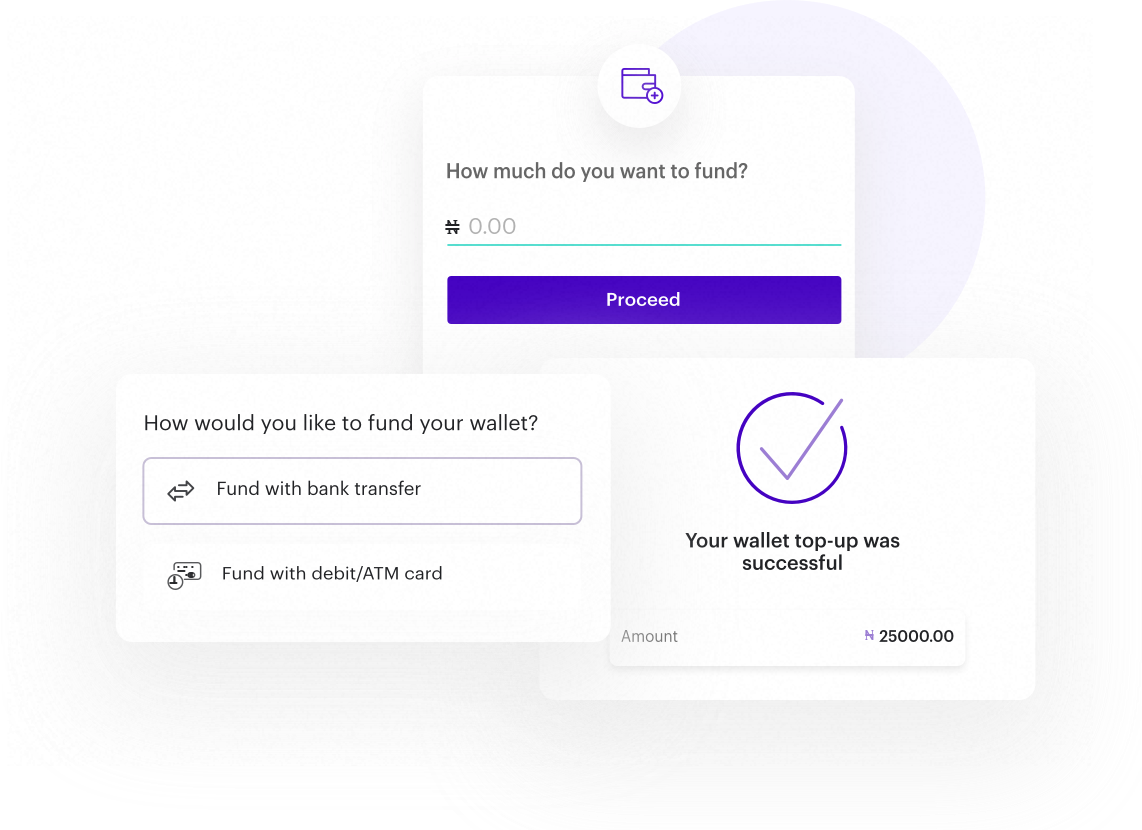 How much do you want to fund?
₦ 0.00
Proceed
How would you like to fund your wallet?
Fund with bank transfer
Fund with debit/ATM card
Your wallet top-up was
successful
Amount ₦ 25000.00